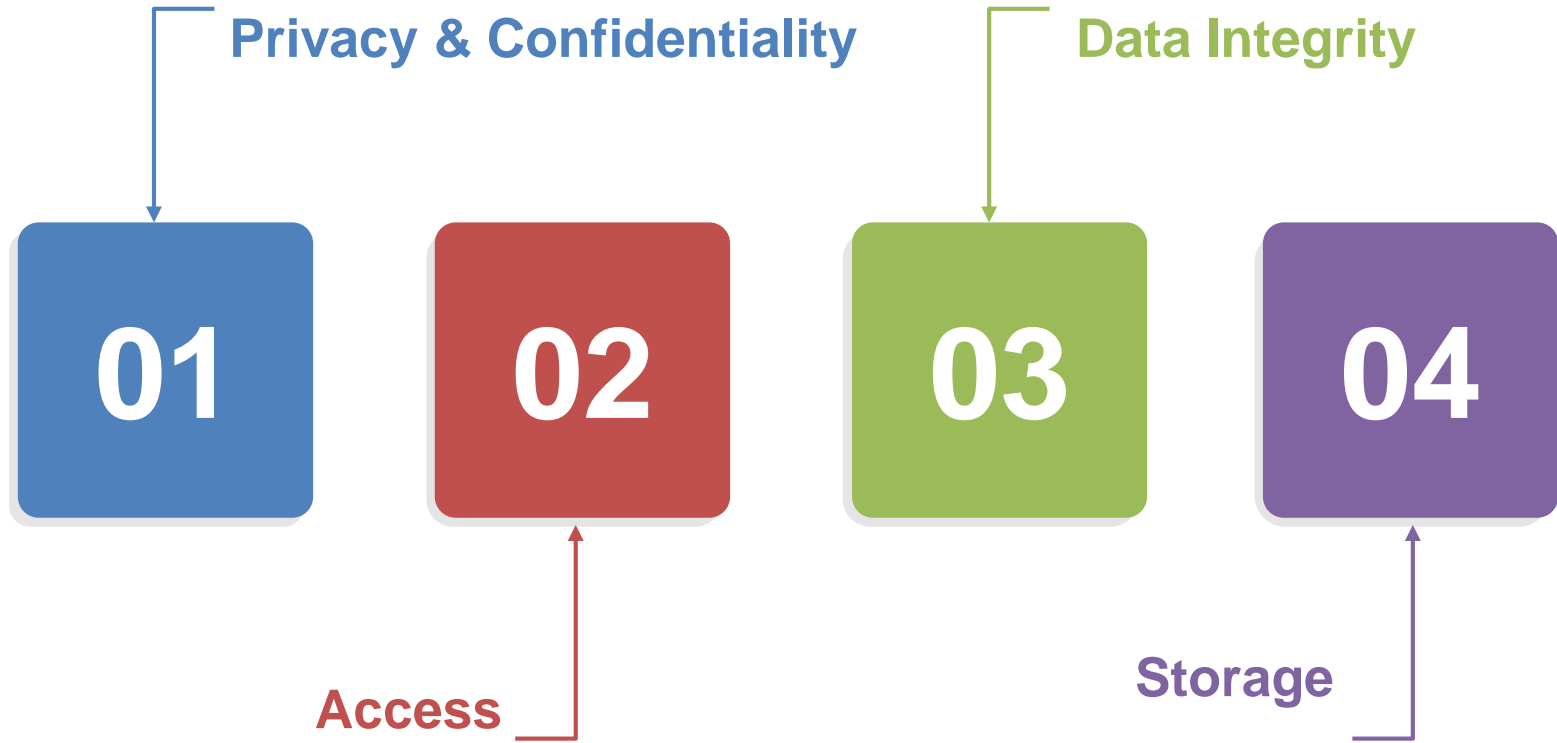 Privacy & Confidentiality
Data Integrity
01
02
03
04
Access
Storage